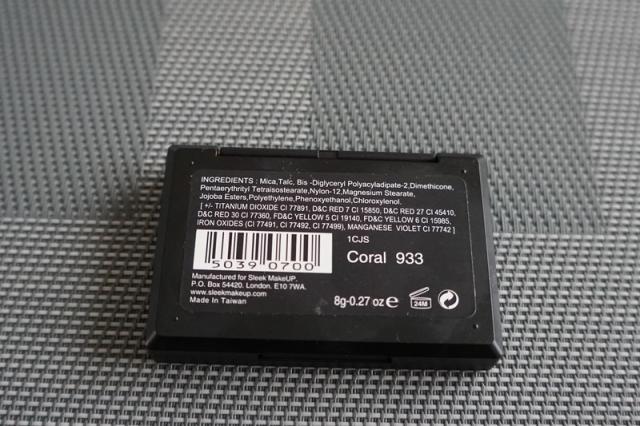 INGREDIENTS : Mica,Talc, Bis -Diglyceryl Polyacyladipate-2,Dimethicone,
Pentaerythrityl Tetraisostearate,Nylon-12,Magnesium Stearate,
Jojoba Esters,Polyethylene,Phenoxyethanol,Chloroxylenol.
[ +/- TITANIUM DIOXIDE CI 77891, D&C RED 7 CI 15850, D&C RED 27 CI 45410,
D&C RED 30 CI 77360, FD&C YELLOW 5 CI 19140, FD&C YELLOW 6 CI 15985,
IRON OXIDES (CI 77491, CI 77492, CI 77499), MANGANESE VIOLET CI 77742 ]
1CJS
5039 0700
Coral 933
Manufactured for Sleek MakeUP.
P.O. Box 54420. London. E10 7WA.
www.sleekmakeup.com
Made In Taiwan
8g-0.27 oz e
24M